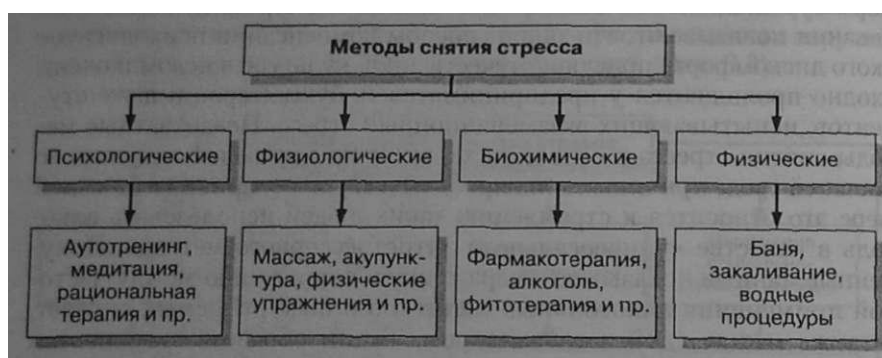 Методы снятия стресса
Психологические
Физиологические
Биохимические
Физические
Аутотренинг,
медитация,
рациональная
терапия и пр.
Массаж, акупунк-
тура, физические
упражнения и пр.
Фармакотерапия,
алкоголь,
фитотерапия и пр.
Баня,
закаливание,
водные
процедуры